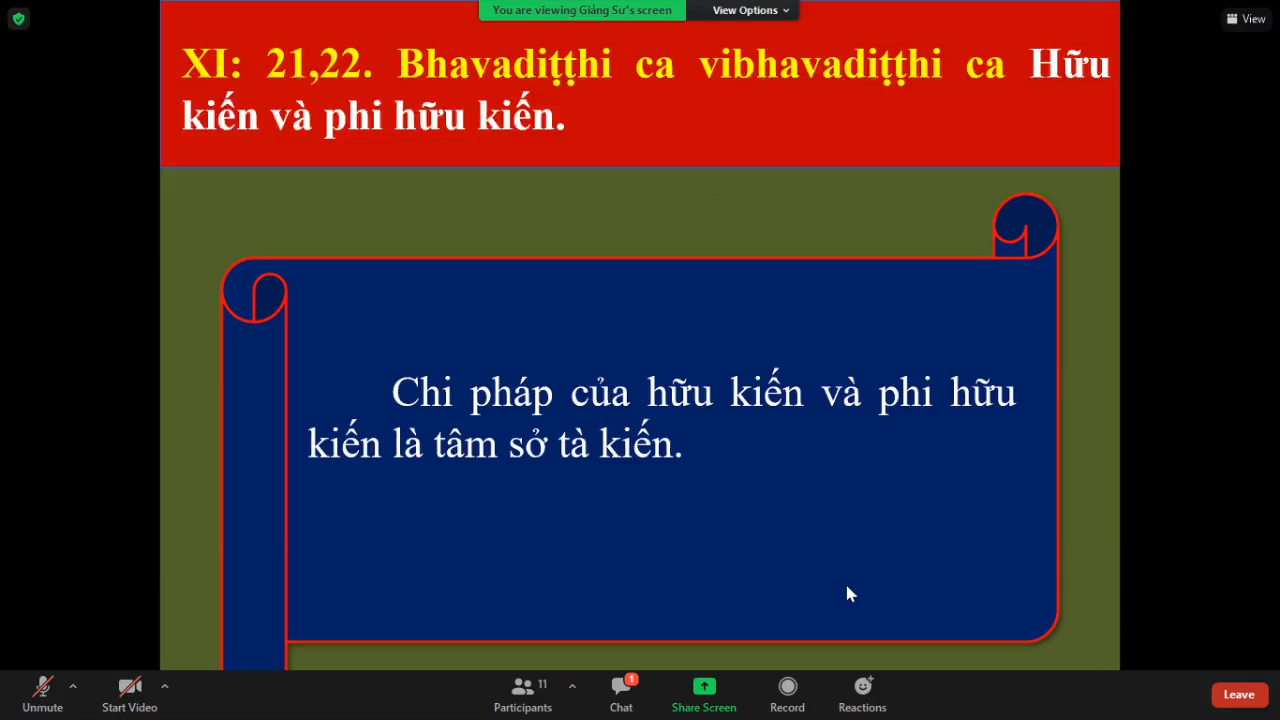 You are viewing Giảng Sư's screen
View Options
View
XI: 21,22. Bhavadiṭṭhi ca vibhavadiṭṭhi ca Hữu
kiến và phi hữu kiến.
Chi pháp của hữu kiến và phi hữu
kiến là tâm sở tà kiến.
Unmute
Start Video
11
Participants
1
Chat
Share Screen
Record
Reactions
Leave